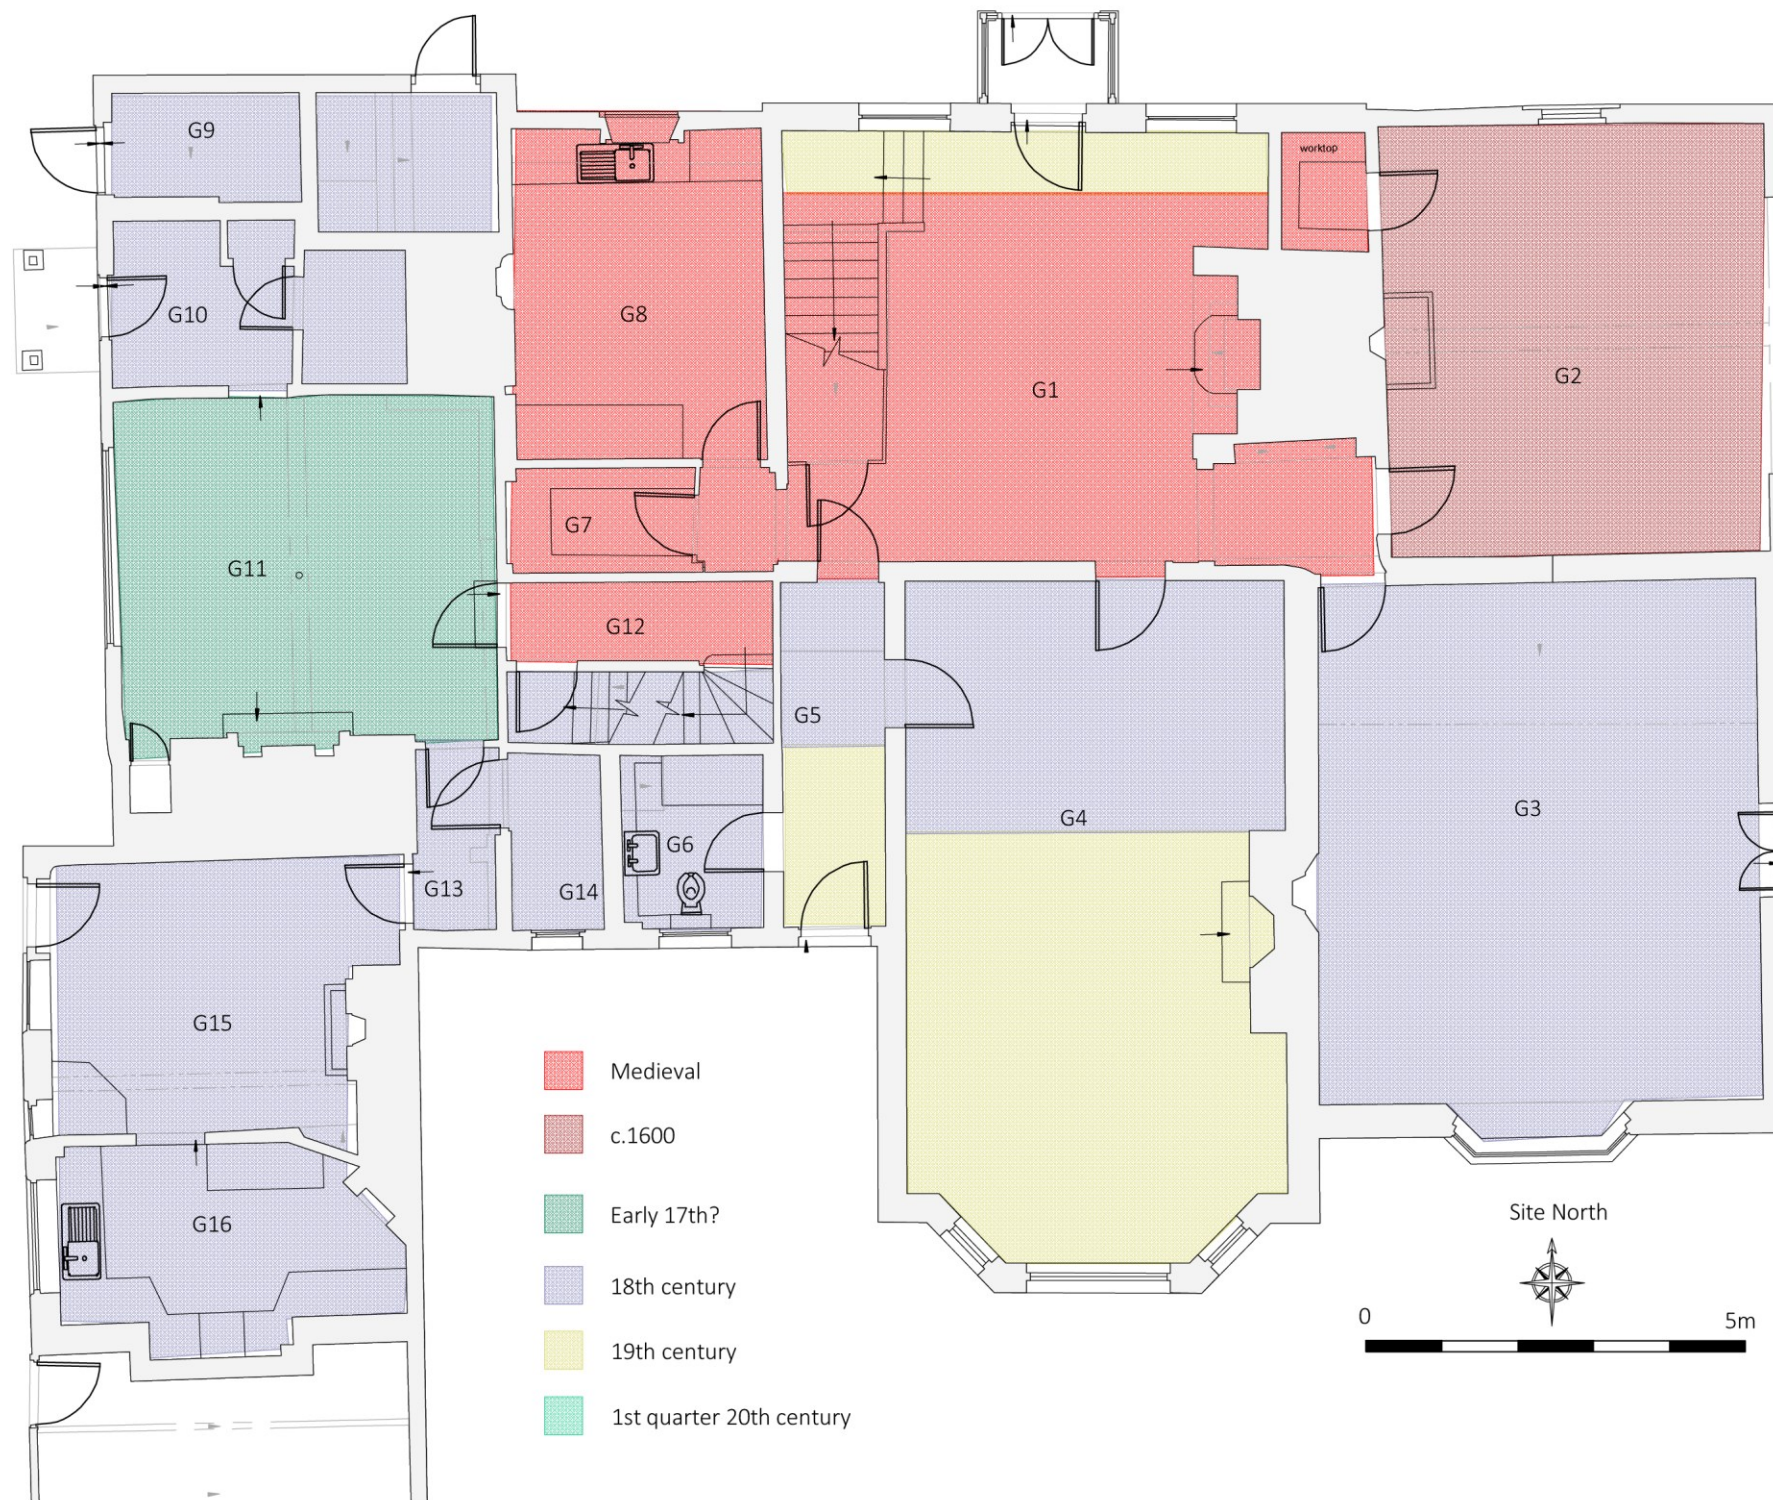 G9
worktop
G10
G8
G1
G2
G7
G11
G12
G5
G3
G4
G6
G13
G14
G15
G16
Medieval
c.1600
Early 17th?
18th century
19th century
1st quarter 20th century
Site North
0
5m